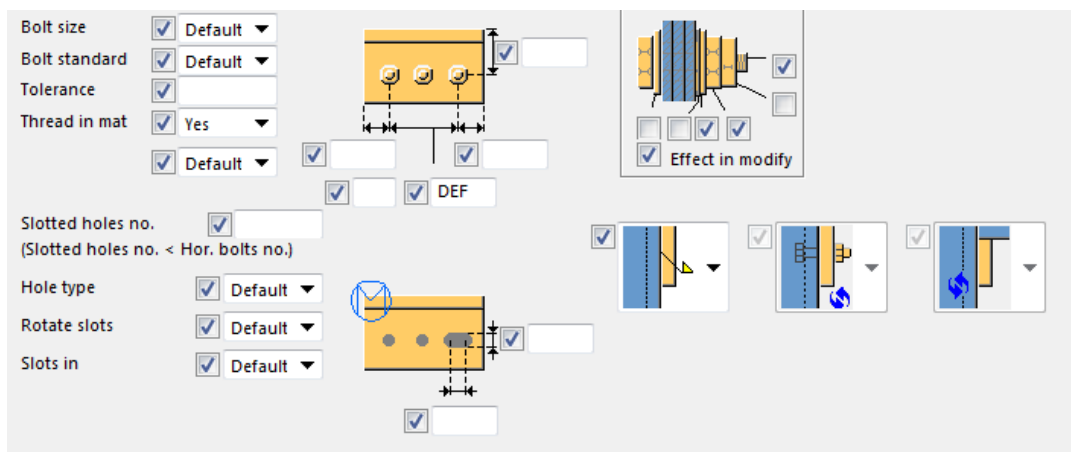 Bolt size Default
Bolt standard Default
Tolerance
Thread in mat Yes
Default
DEF
Effect in modify
Slotted holes no.
(Slotted holes no. < Hor. bolts no.)
Hole type Default
Rotate slots Default
Slots in Default